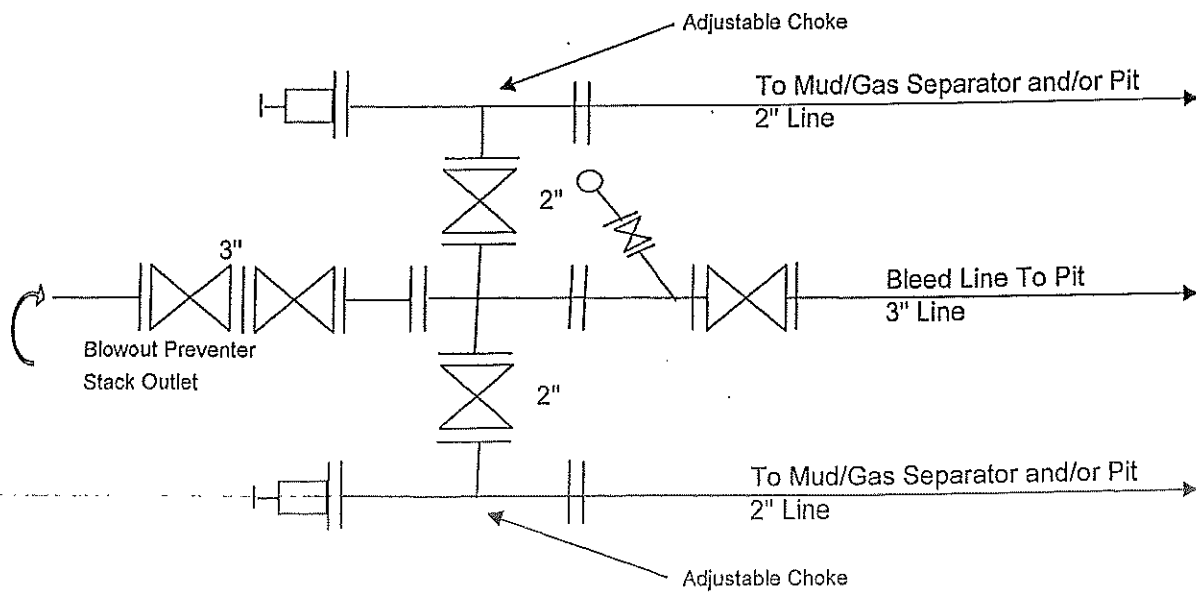 Adjustable Choke
To Mud/Gas Separator and/or Pit
2" Line
2"
3"
Bleed Line To Pit
3" Line
Blowout Preventer
Stack Outlet
2"
To Mud/Gas Separator and/or Pit
2" Line
Adjustable Choke